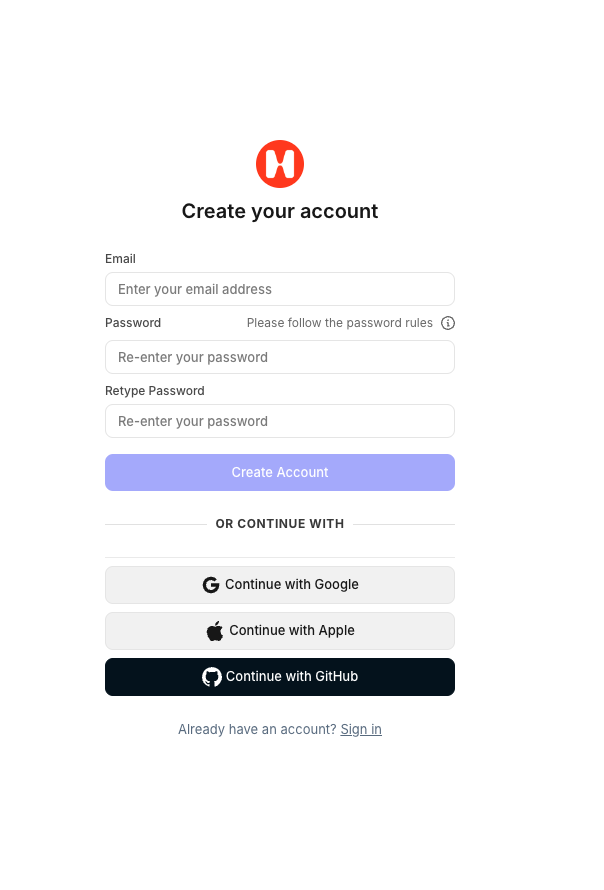 Create your account
Email
Enter your email address
Password Please follow the password rules
Re-enter your password
Retype Password
Re-enter your password
Create Account
OR CONTINUE WITH
Continue with Google
Continue with Apple
Continue with GitHub
Already have an account? Sign in